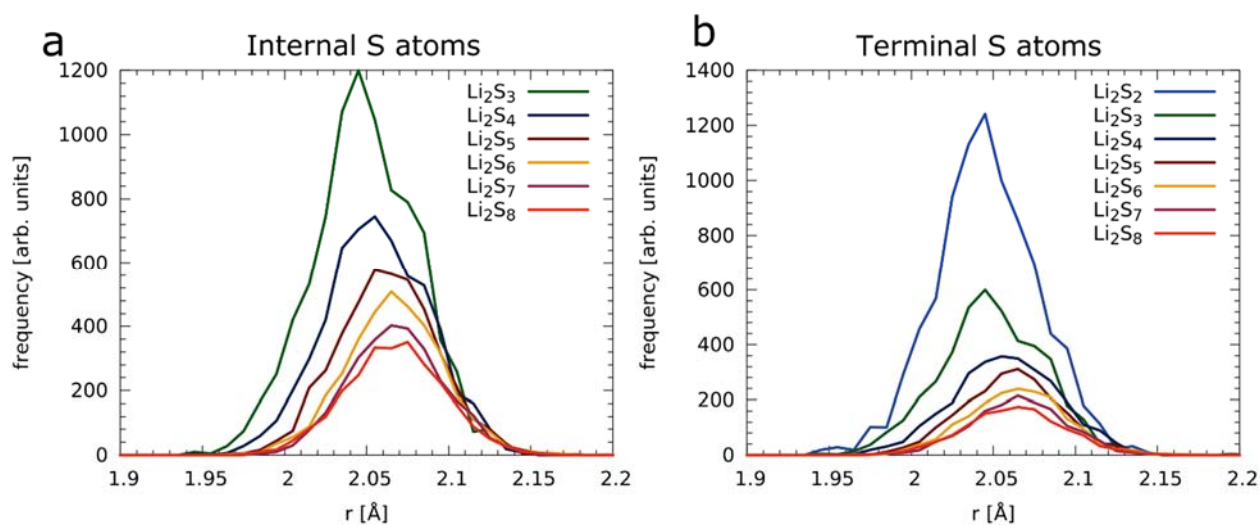 a
Internal S atoms
frequency [arb. units]
1200
1000
800
600
400
200
0
Li₂S₃
Li₂S₄
Li₂S₅
Li₂S₆
Li₂S₇
Li₂S₈
1.9 1.95 2 2.05 2.1 2.15 2.2
r [Å]
b
Terminal S atoms
frequency [arb. units]
1400
1200
1000
800
600
400
200
0
Li₂S₂
Li₂S₃
Li₂S₄
Li₂S₅
Li₂S₆
Li₂S₇
Li₂S₈
1.9 1.95 2 2.05 2.1 2.15 2.2
r [Å]